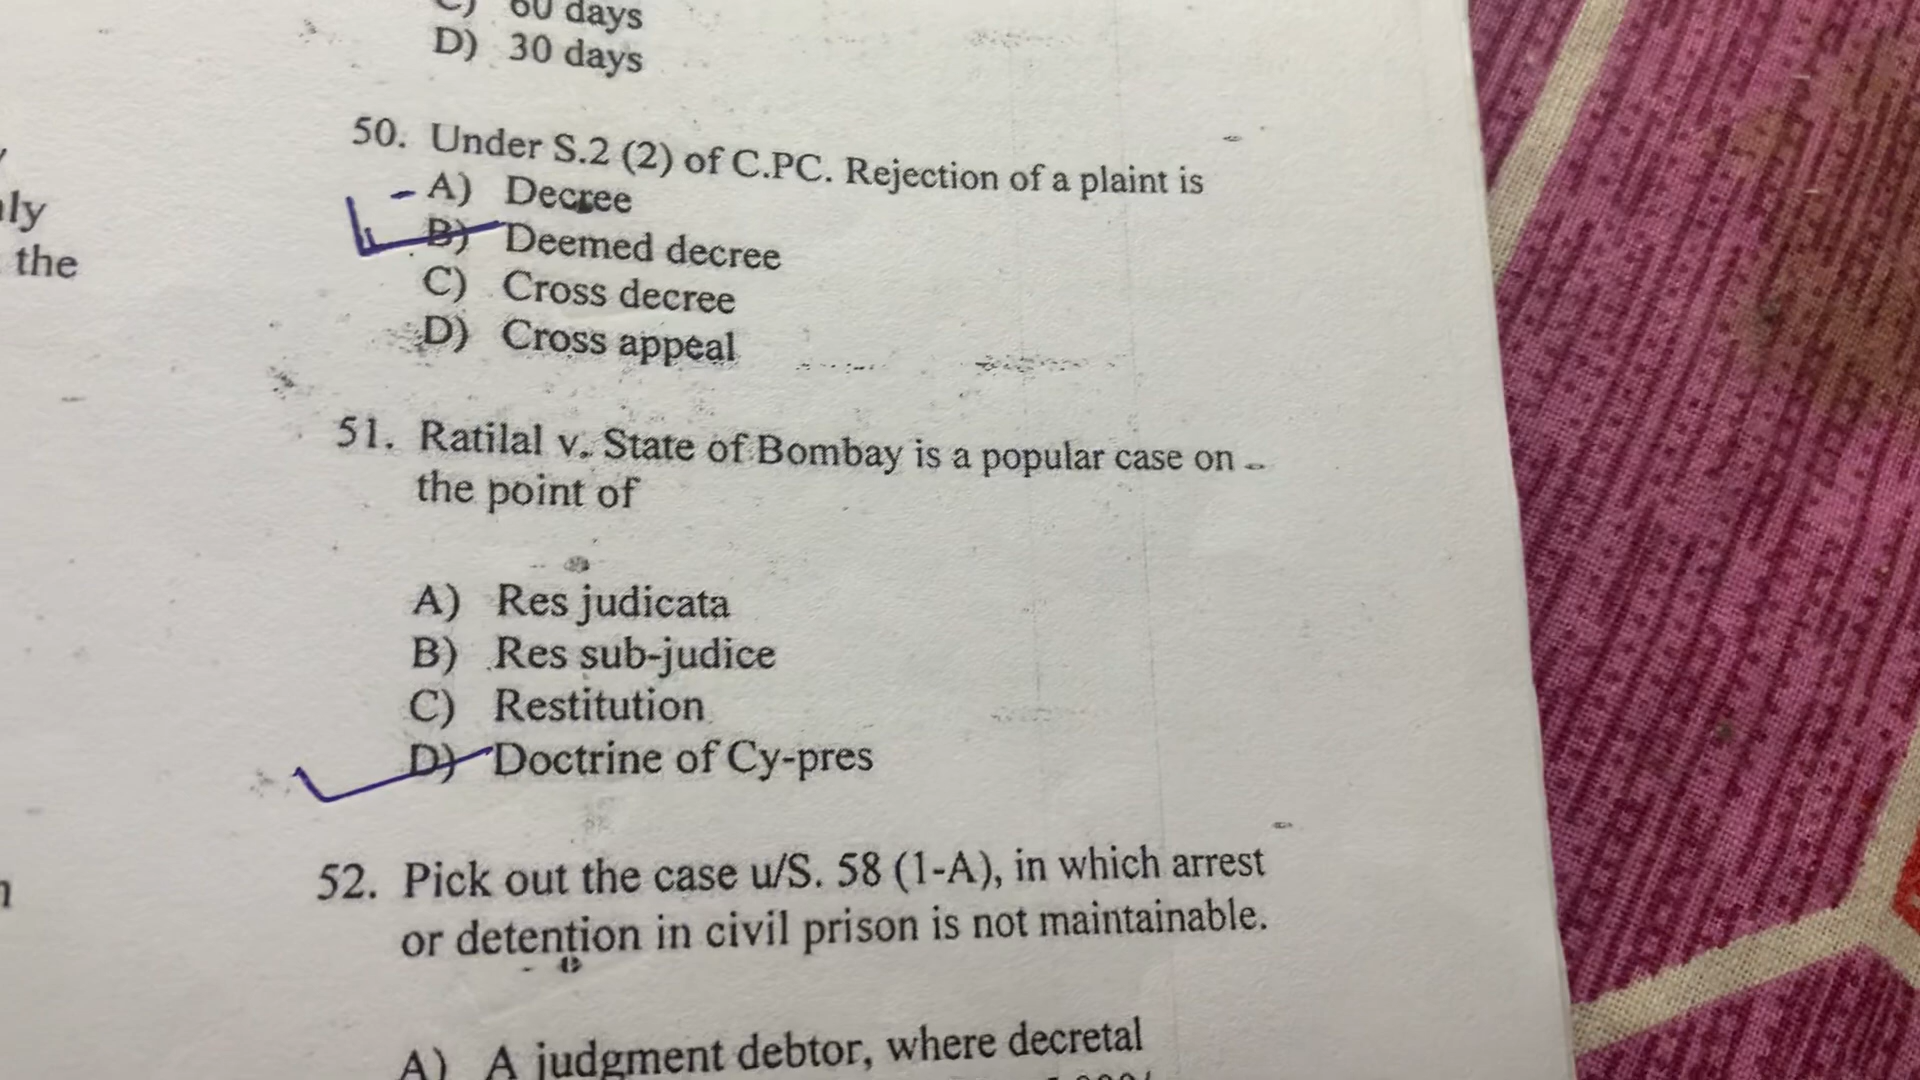 60 days
D) 30 days
50. Under S.2 (2) of C.PC. Rejection of a plaint is
A) Decree
B) Deemed decree
C) Cross decree
D) Cross appeal
the
51. Ratilal v. State of Bombay is a popular case on
the point of
A) Res judicata
B) Res sub-judice
C) Restitution
D) Doctrine of Cy-pres
52. Pick out the case u/S. 58 (1-A), in which arrest
or detention in civil prison is not maintainable.
A) A judgment debtor, where decretal